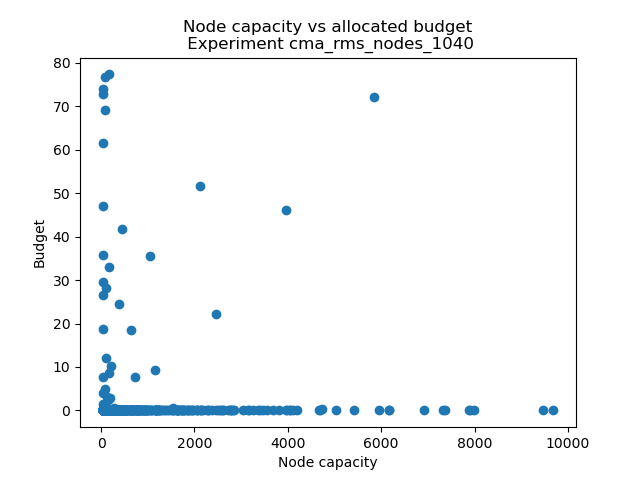 Node capacity vs allocated budget
Experiment cma_rms_nodes_1040
80
70
60
50
40
30
20
10
0
Budget
0 2000 4000 6000 8000 10000
Node capacity